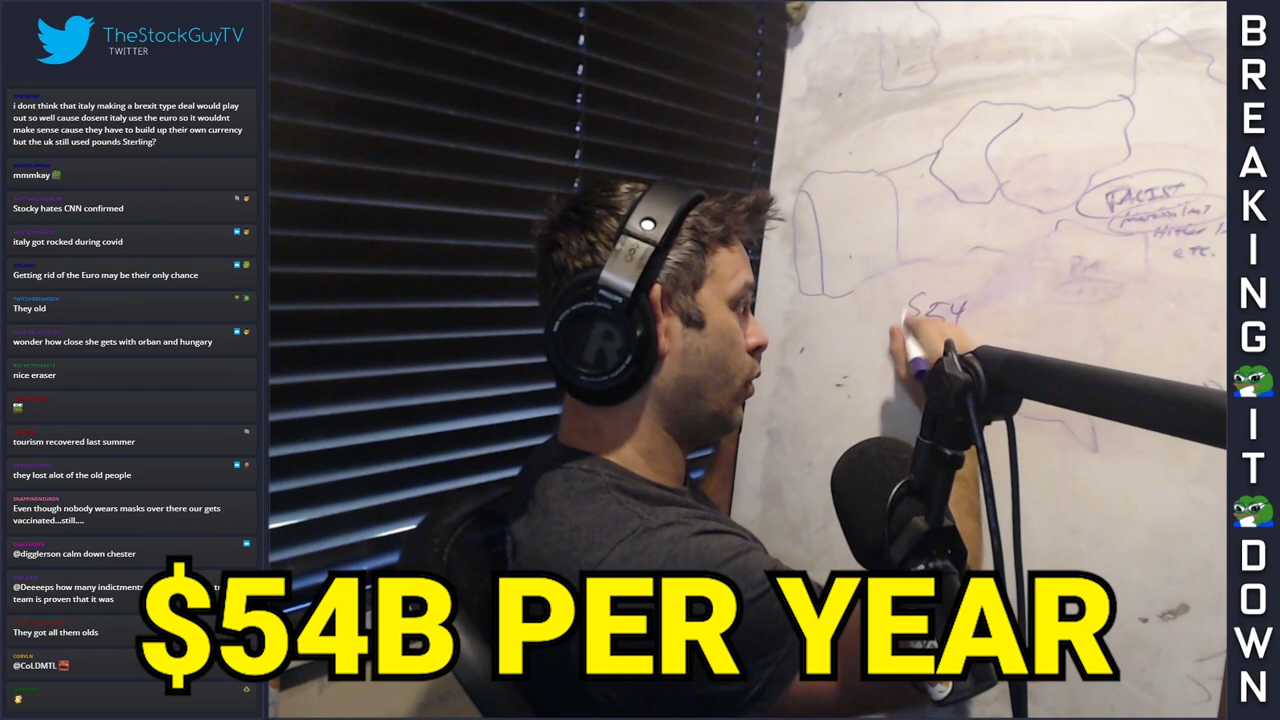 TheStockGuyTV
TWITTER
i dont think that italy making a brexit type deal would play
out so well cause dosent italy use the euro so it wouldnt
make sense cause they have to build up their own currency
but the uk still used pounds Sterling?
mmmkay
Stocky hates CNN confirmed
italy got rocked during covid
Getting rid of the Euro may be their only chance
TWITCHDREAMSGH
They old
wonder how close she gets with orban and hungary
nice eraser
tourism recovered last summer
they lost alot of the old people
SNAPPINGNEURON
Even though nobody wears masks over there our gets
vaccinated...still....
DIGGLERSON
@digglerson calm down chester
@Deeeeps how many indictments
team is proven that it was
They got all them olds
CORVLN
@CoLDMTL
$54
etc.
$54B PER YEAR
BREAKING IT DOWN